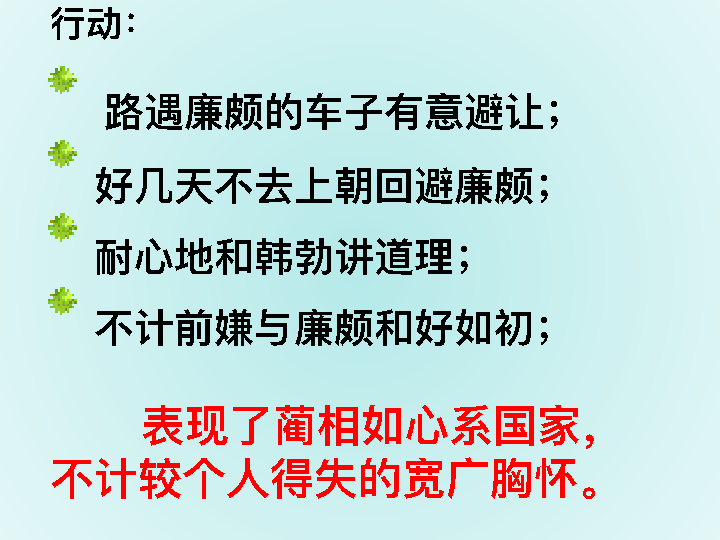 行动：
路遇廉颇的车子有意避让；
好几天不去上朝回避廉颇；
耐心地和韩勃讲道理；
不计前嫌与廉颇和好如初；
表现了蔺相如心系国家，
不计较个人得失的宽广胸怀。